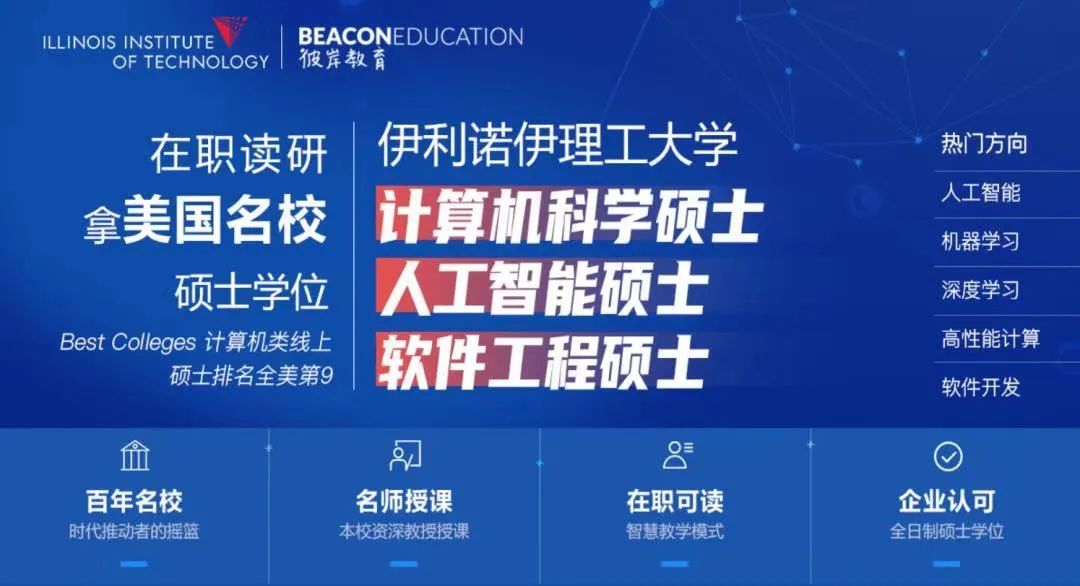 ILLINOIS INSTITUTE
OF TECHNOLOGY
BEACONEDUCATION
彼岸教育
在职读研
拿美国名校
硕士学位
Best Colleges 计算机类线上
硕士排名全美第9
伊利诺伊理工大学
计算机科学硕士
人工智能硕士
软件工程硕士
热门方向
人工智能
机器学习
深度学习
高性能计算
软件开发
百年名校
时代推动者的摇篮
名师授课
本校资深教授授课
在职可读
智慧教学模式
企业认可
全日制硕士学位